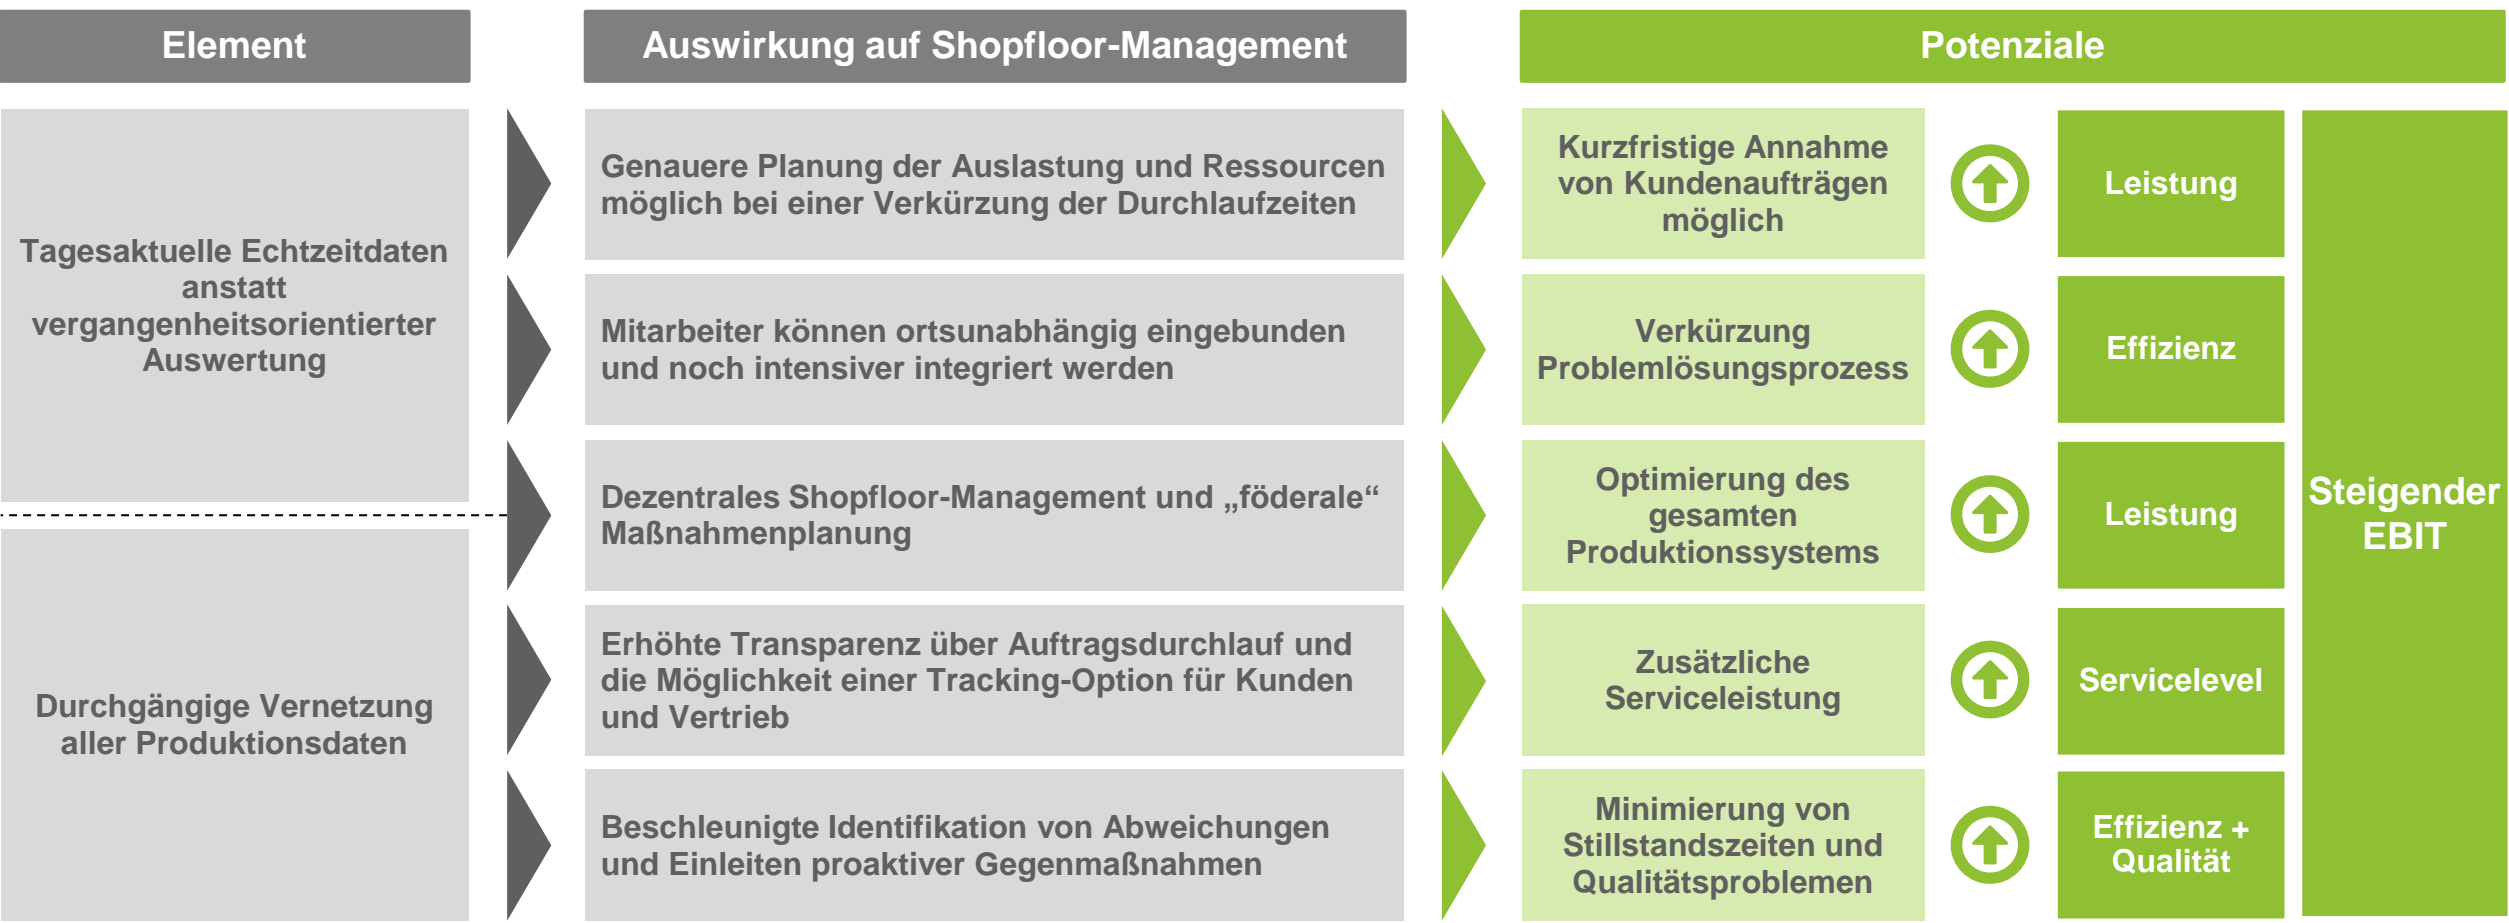 Element
Auswirkung auf Shopfloor-Management
Potenziale
Tagesaktuelle Echtzeitdaten
anstatt
vergangenheitsorientierter
Auswertung
Genauere Planung der Auslastung und Ressourcen
möglich bei einer Verkürzung der Durchlaufzeiten
Kurzfristige Annahme
von Kundenaufträgen
möglich
Leistung
Mitarbeiter können ortsunabhängig eingebunden
und noch intensiver integriert werden
Verkürzung
Problemlösungsprozess
Effizienz
Dezentrales Shopfloor-Management und „föderale“
Maßnahmenplanung
Optimierung des
gesamten
Produktionssystems
Leistung
Durchgängige Vernetzung
aller Produktionsdaten
Erhöhte Transparenz über Auftragsdurchlauf und
die Möglichkeit einer Tracking-Option für Kunden
und Vertrieb
Zusätzliche
Serviceleistung
Servicelevel
Beschleunigte Identifikation von Abweichungen
und Einleiten proaktiver Gegenmaßnahmen
Minimierung von
Stillstandszeiten und
Qualitätsproblemen
Effizienz +
Qualität
Steigender
EBIT